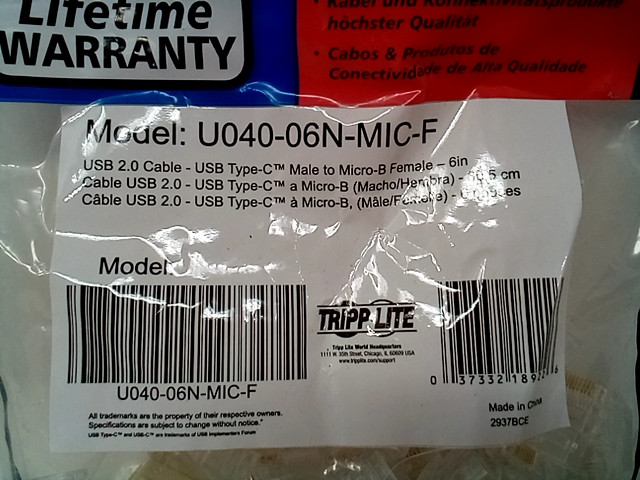 Lifetime
WARRANTY
• Kabel und Konnektivitätsprodukte
höchster Qualität
• Cabos & Produtos de
Conectividade de Alta Qualidade
Model: U040-06N-MIC-F
USB 2.0 Cable - USB Type-C™ Male to Micro-B Female – 6in
Cable USB 2.0 - USB Type-C™ a Micro-B (Macho/Hembra) - cm
Câble USB 2.0 - USB Type-C™ à Micro-B, (Mâle/Femelle) -
Model:
TRIPP LITE
Tripp Lite World Headquarters
1111 W. 35th Street, Chicago, IL 60609 USA
www.tripplite.com/support
U040-06N-MIC-F
0 37332 189
All trademarks are the property of their respective owners.
Specifications are subject to change without notice."
USB Type-C™ and USB-C™ are trademarks of USB Implementer's Forum
Made in China
2937BCE